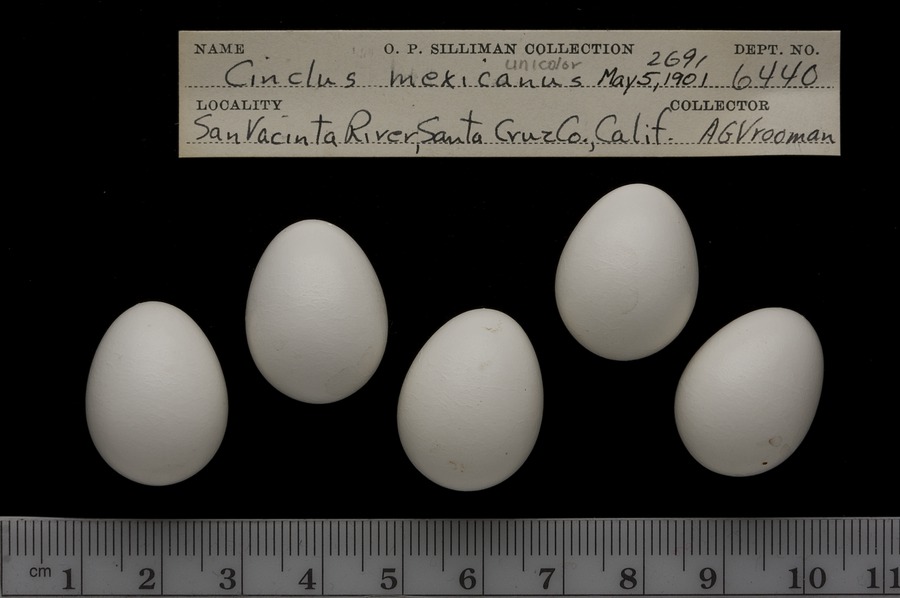 NAME O. P. SILLIMAN COLLECTION DEPT. NO.
unicolor 2691
Cinclus mexicanus May 5, 1901 6440
LOCALITY COLLECTOR
San Vacinta River, Santa Cruz Co., Calif. A G Vrooman
cm 1 2 3 4 5 6 7 8 9 10 11